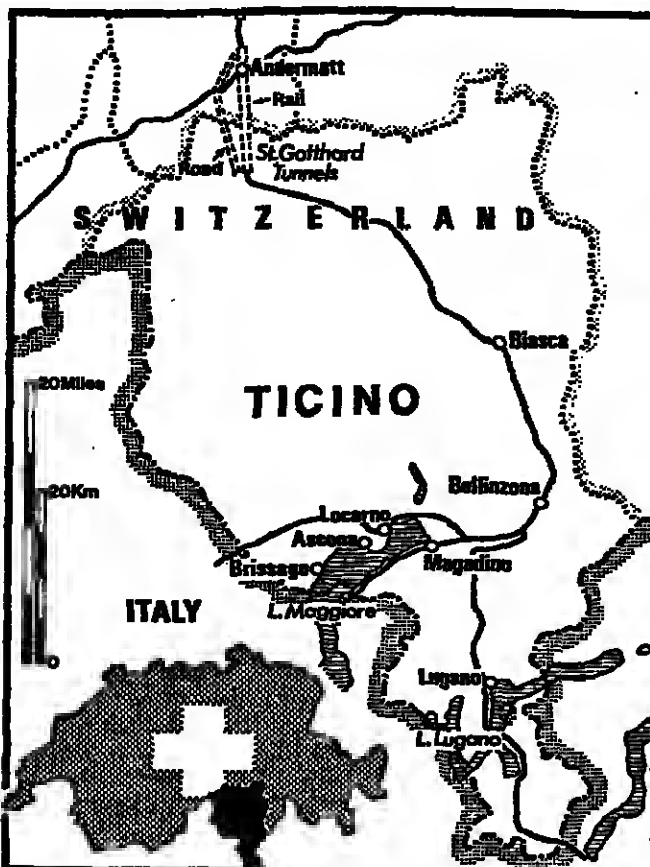 Andermatt
Rail
Road
St.Gotthard
Tunnels
SWITZERLAND
Biasca
20Miles
TICINO
20Km
Bellinzona
Locarno
Ascona
Brissago
Magadino
L.Maggiore
ITALY
0
Lugano
L.Lugano